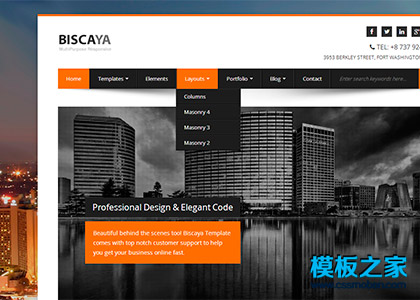 BISCAYA
Multi-Purpose Responsive
TEL: +8 737 92
3953 BERKLEY STREET, FORT WASHINGTON
Home Templates Elements Layouts Portfolio Blog Contact Enter search keywords here...
Columns
Masonry 4
Masonry 3
Masonry 2
Professional Design & Elegant Code
Beautiful behind the scenes too! Biscaya Template
comes with top notch customer support to help
you get your business online fast.
模板之家